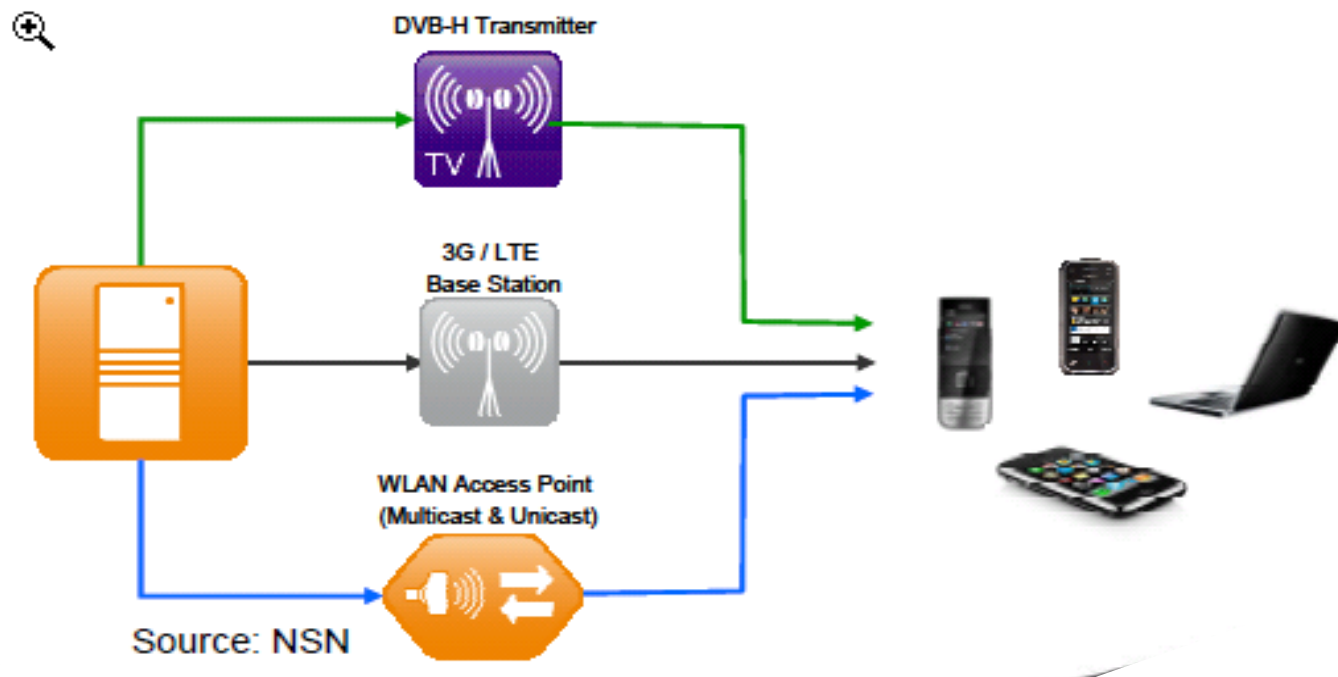 DVB-H Transmitter
TV
3G / LTE
Base Station
WLAN Access Point
(Multicast & Unicast)
Source: NSN